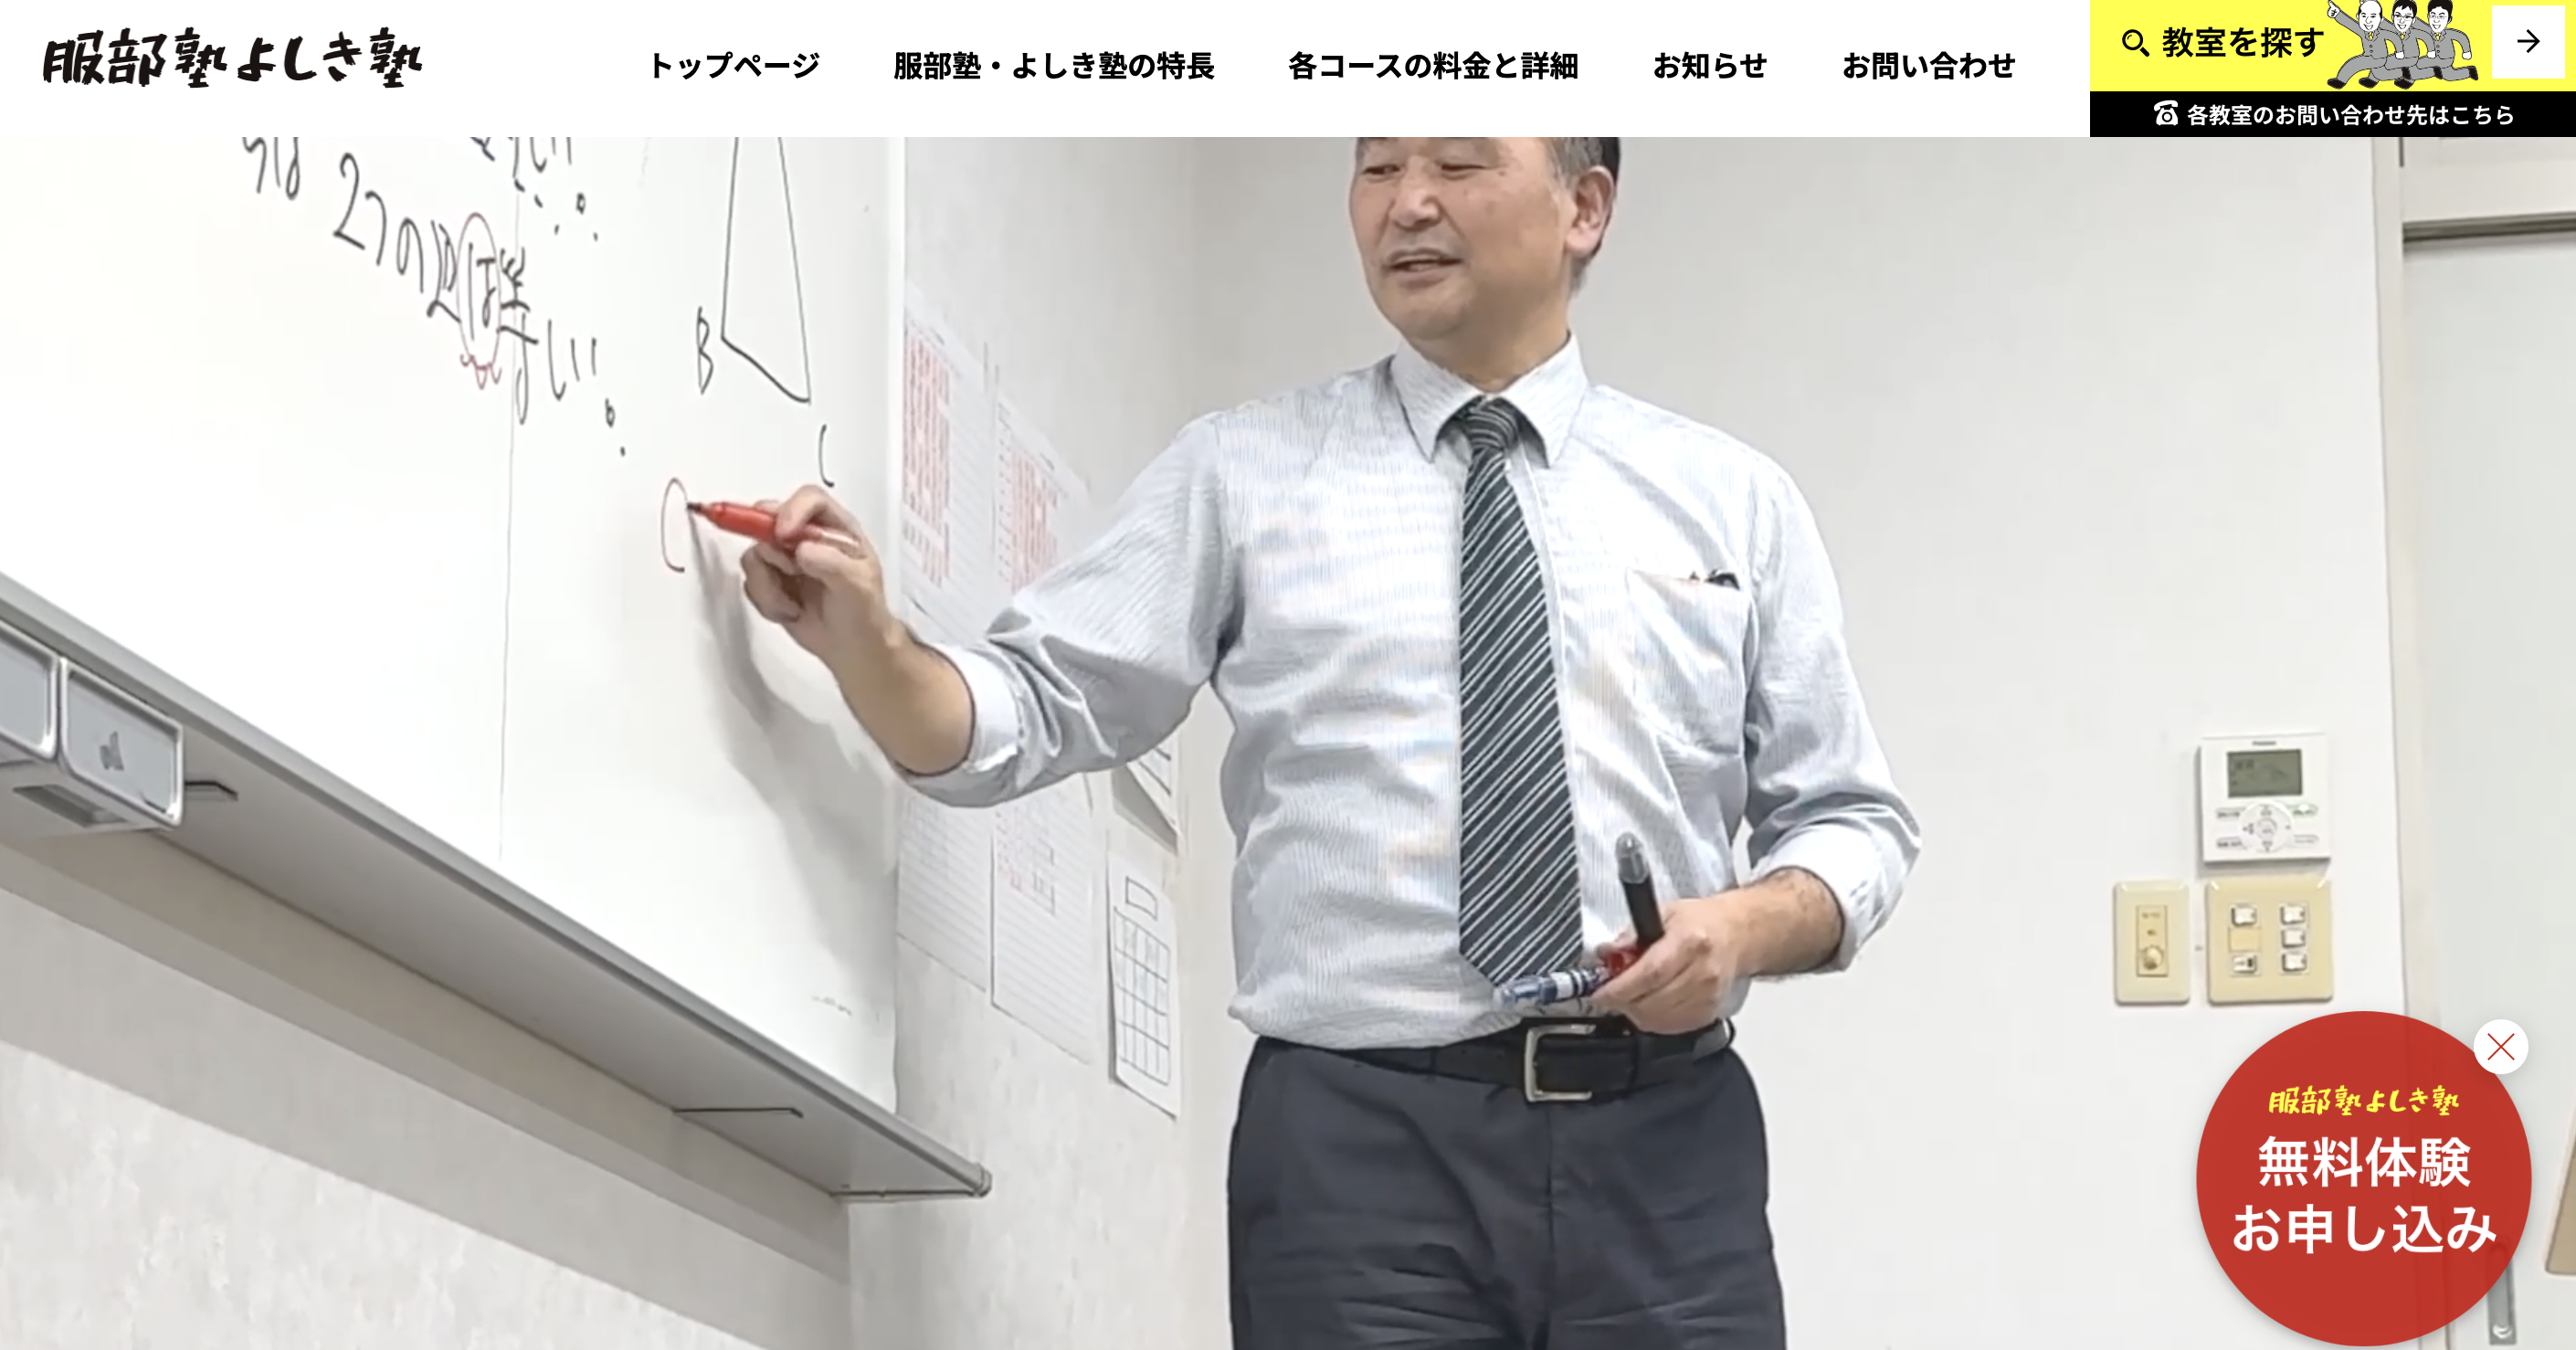 服部塾よしき塾
トップページ
服部塾・よしき塾の特長
各コースの料金と詳細
お知らせ
お問い合わせ
教室を探す
各教室のお問い合わせ先はこちら
2つの辺は等しい。
B
C
服部塾よしき塾
無料体験
お申し込み